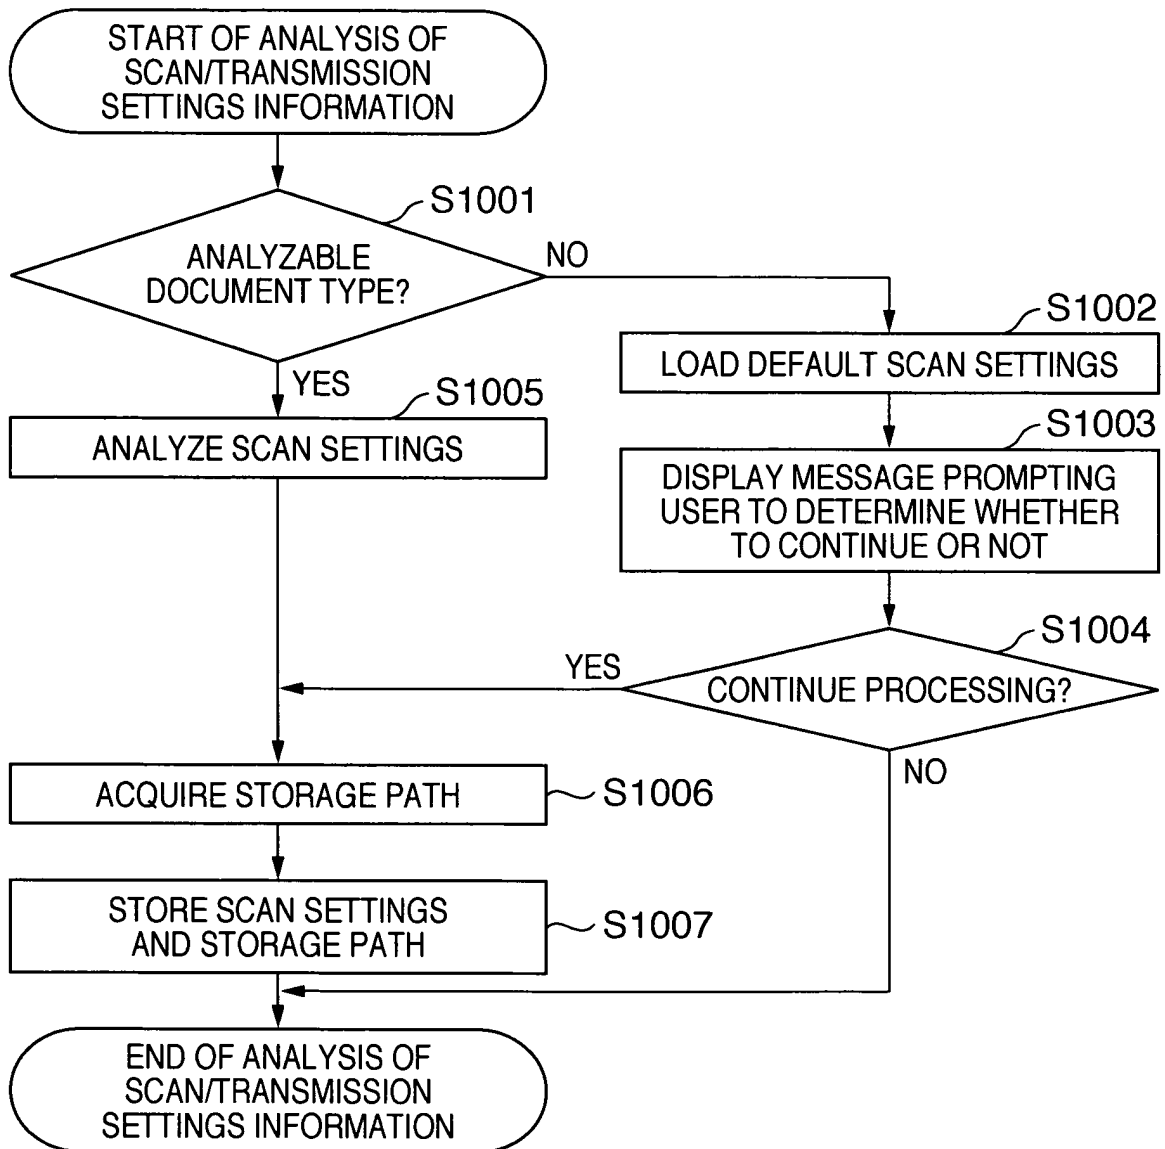 START OF ANALYSIS OF
SCAN/TRANSMISSION
SETTINGS INFORMATION
S1001
ANALYZABLE
DOCUMENT TYPE?
NO
YES
S1002
LOAD DEFAULT SCAN SETTINGS
S1005
ANALYZE SCAN SETTINGS
S1003
DISPLAY MESSAGE PROMPTING
USER TO DETERMINE WHETHER
TO CONTINUE OR NOT
S1004
YES
CONTINUE PROCESSING?
NO
ACQUIRE STORAGE PATH
S1006
STORE SCAN SETTINGS
AND STORAGE PATH
S1007
END OF ANALYSIS OF
SCAN/TRANSMISSION
SETTINGS INFORMATION